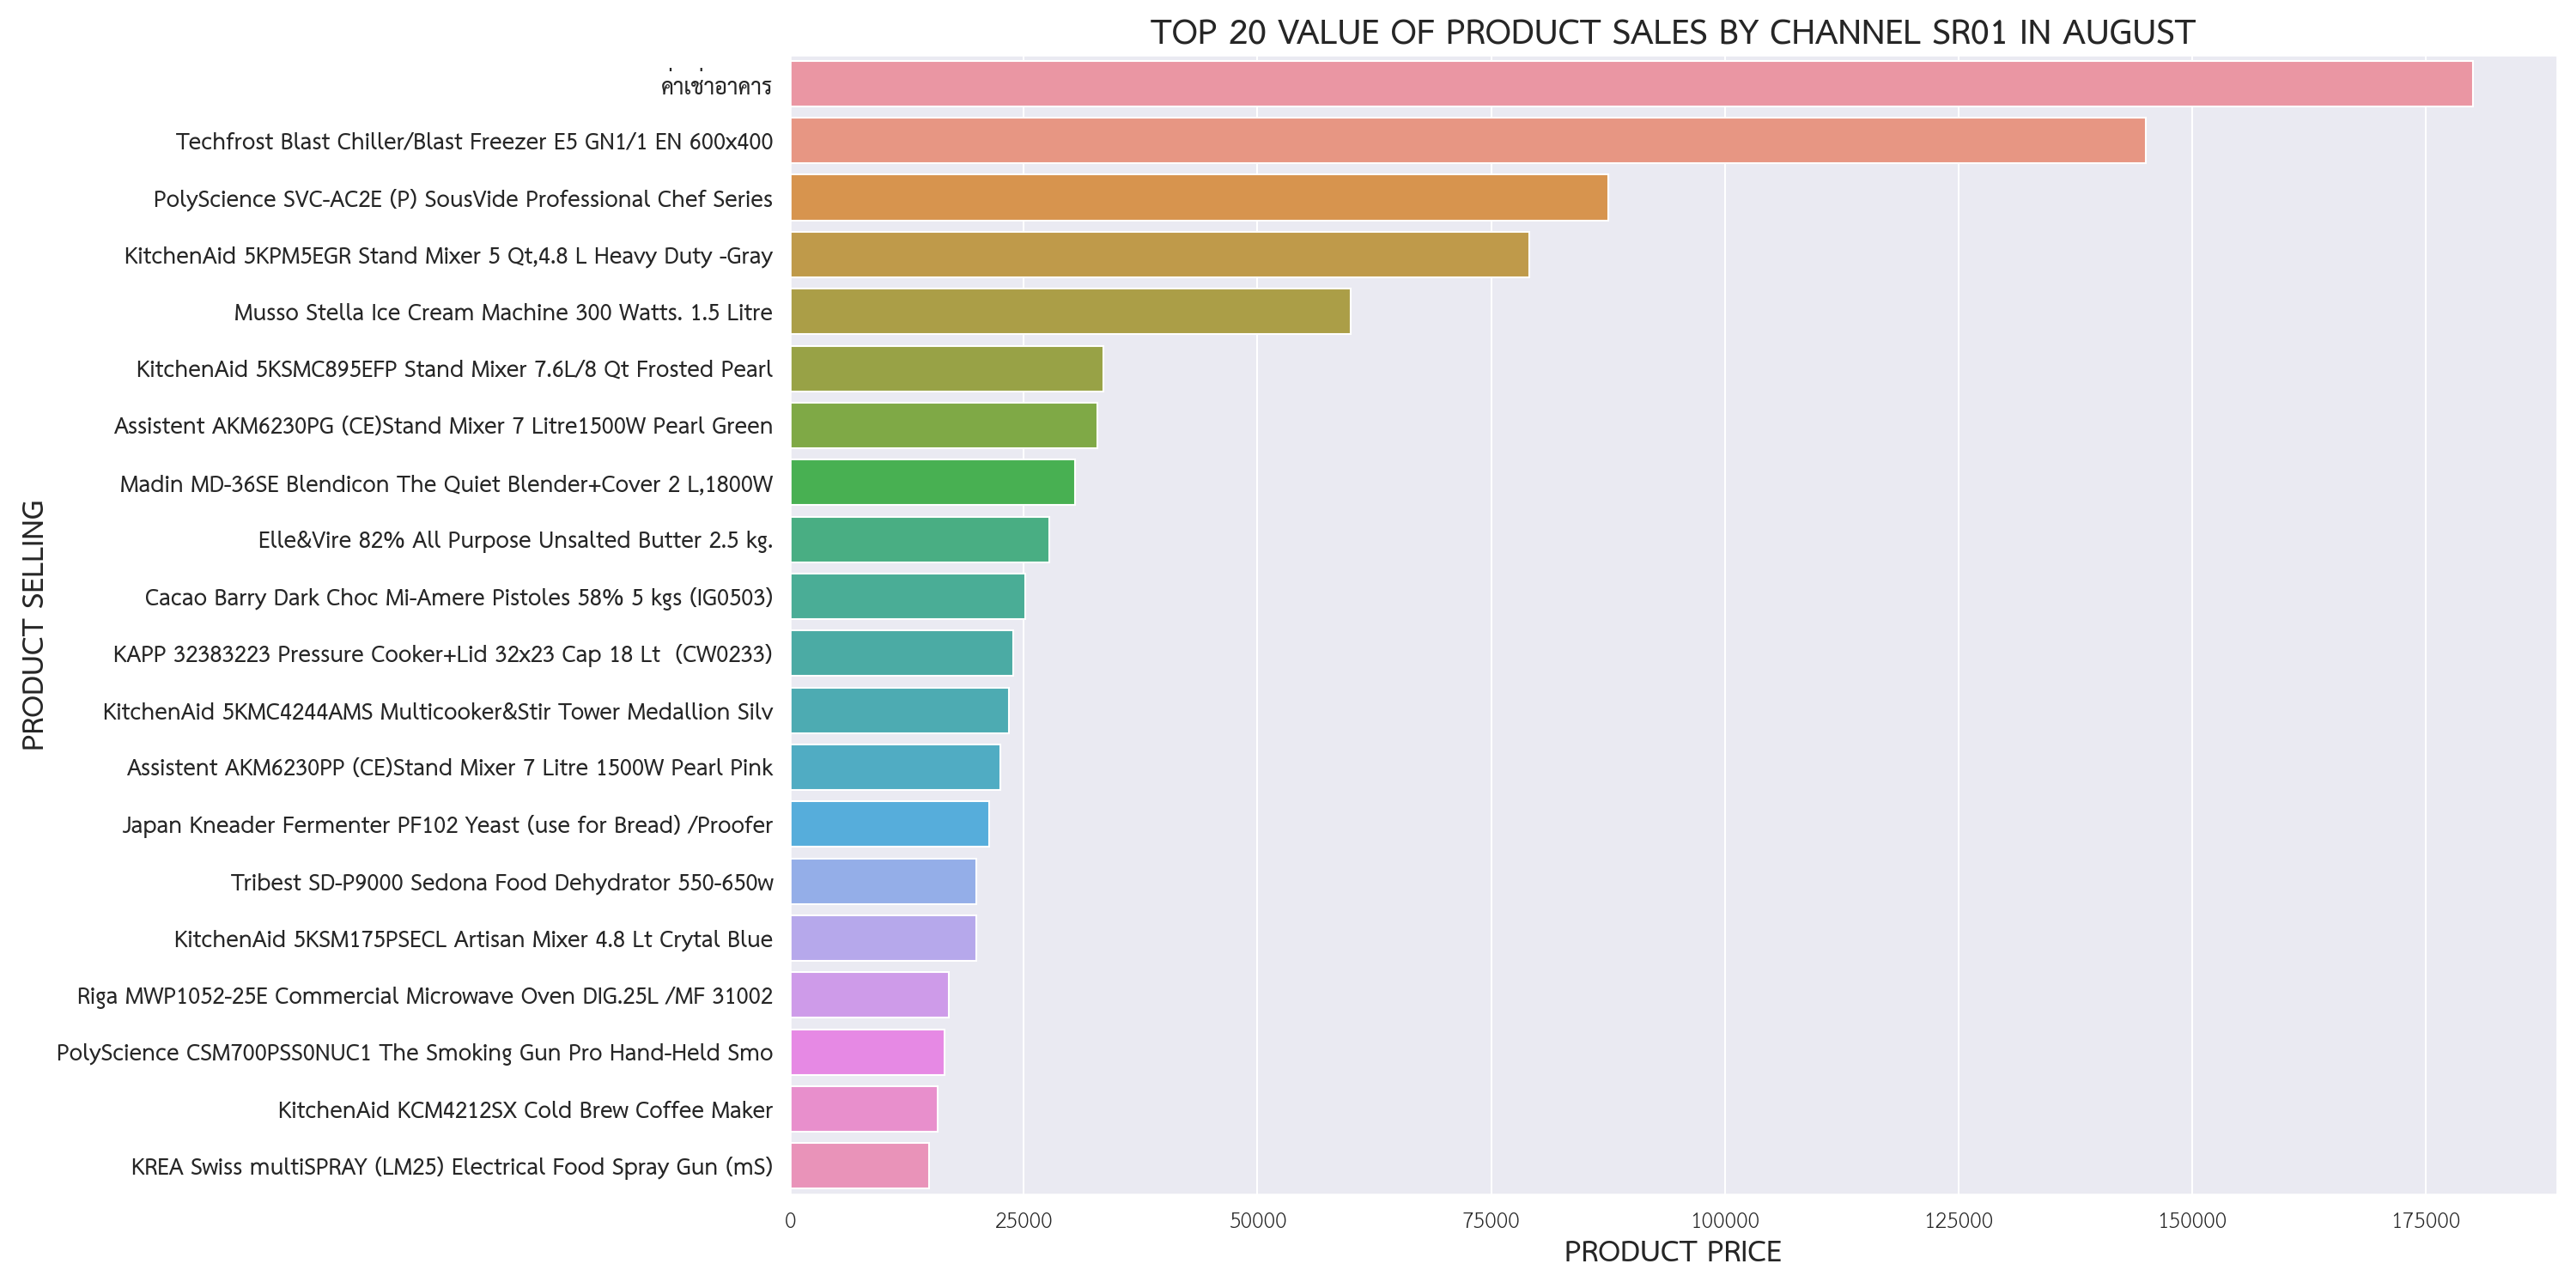 TOP 20 VALUE OF PRODUCT SALES BY CHANNEL SR01 IN AUGUST
PRODUCT SELLING
ค่าเช่าอาคาร
Techfrost Blast Chiller/Blast Freezer E5 GN1/1 EN 600x400
PolyScience SVC-AC2E (P) SousVide Professional Chef Series
KitchenAid 5KPM5EGR Stand Mixer 5 Qt,4.8 L Heavy Duty -Gray
Musso Stella Ice Cream Machine 300 Watts. 1.5 Litre
KitchenAid 5KSMC895EFP Stand Mixer 7.6L/8 Qt Frosted Pearl
Assistent AKM6230PG (CE)Stand Mixer 7 Litre1500W Pearl Green
Madin MD-36SE Blendicon The Quiet Blender+Cover 2 L,1800W
Elle&Vire 82% All Purpose Unsalted Butter 2.5 kg.
Cacao Barry Dark Choc Mi-Amere Pistoles 58% 5 kgs (IG0503)
KAPP 32383223 Pressure Cooker+Lid 32x23 Cap 18 Lt  (CW0233)
KitchenAid 5KMC4244AMS Multicooker&Stir Tower Medallion Silv
Assistent AKM6230PP (CE)Stand Mixer 7 Litre 1500W Pearl Pink
Japan Kneader Fermenter PF102 Yeast (use for Bread) /Proofer
Tribest SD-P9000 Sedona Food Dehydrator 550-650w
KitchenAid 5KSM175PSECL Artisan Mixer 4.8 Lt Crytal Blue
Riga MWP1052-25E Commercial Microwave Oven DIG.25L /MF 31002
PolyScience CSM700PSS0NUC1 The Smoking Gun Pro Hand-Held Smo
KitchenAid KCM4212SX Cold Brew Coffee Maker
KREA Swiss multiSPRAY (LM25) Electrical Food Spray Gun (mS)
0 25000 50000 75000 100000 125000 150000 175000
PRODUCT PRICE